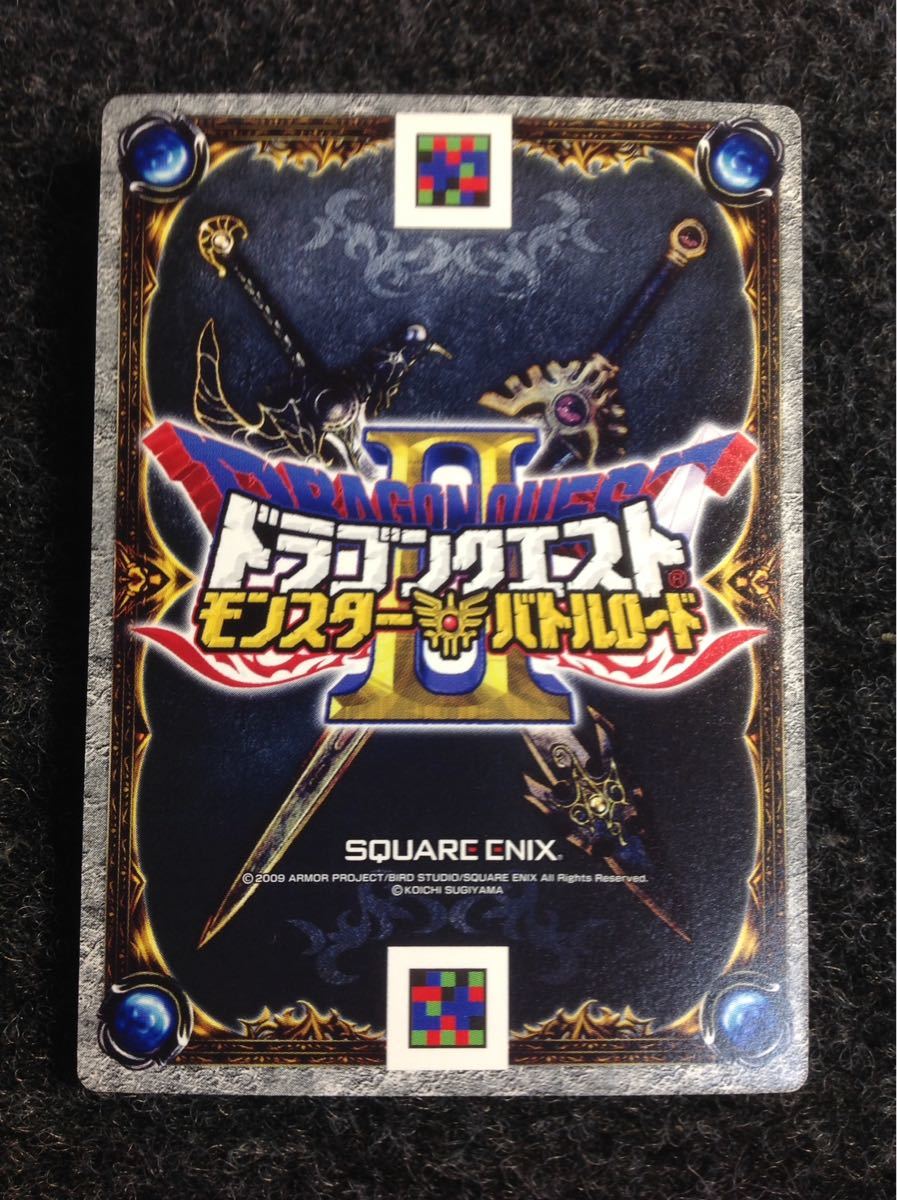 DRAGON QUEST
II
ドラゴンクエスト®
モンスター バトルロード
SQUARE ENIX®
©2009 ARMOR PROJECT/BIRD STUDIO/SQUARE ENIX All Rights Reserved.
©KOICHI SUGIYAMA